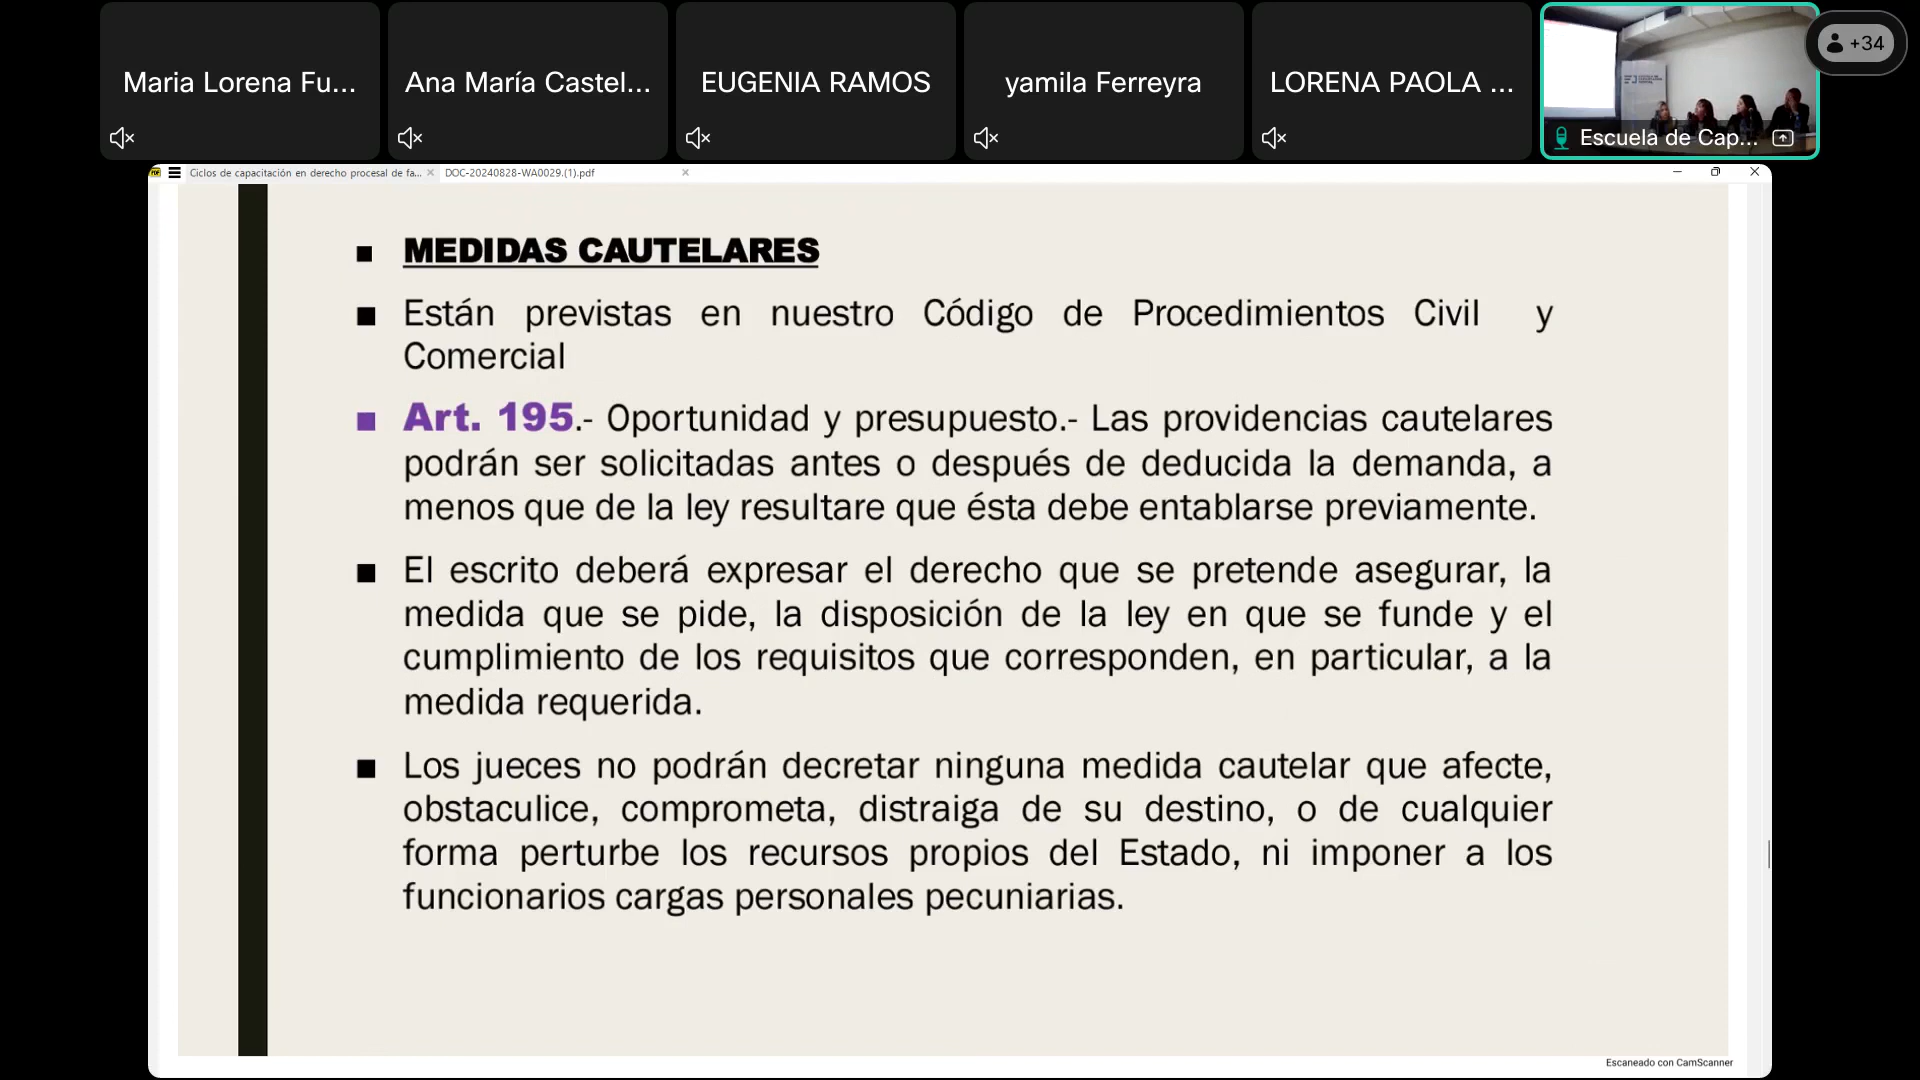 Maria Lorena Fu...
Ana María Castel...
EUGENIA RAMOS
yamila Ferreyra
LORENA PAOLA ...
Escuela de Cap...
+34
Ciclos de capacitación en derecho procesal de fa...
DOC-20240828-WA0029.(1).pdf
MEDIDAS CAUTELARES
Están previstas en nuestro Código de Procedimientos Civil y
Comercial
Art. 195.- Oportunidad y presupuesto.- Las providencias cautelares
podrán ser solicitadas antes o después de deducida la demanda, a
menos que de la ley resultare que ésta debe entablarse previamente.
El escrito deberá expresar el derecho que se pretende asegurar, la
medida que se pide, la disposición de la ley en que se funde y el
cumplimiento de los requisitos que corresponden, en particular, a la
medida requerida.
Los jueces no podrán decretar ninguna medida cautelar que afecte,
obstaculice, comprometa, distraiga de su destino, o de cualquier
forma perturbe los recursos propios del Estado, ni imponer a los
funcionarios cargas personales pecuniarias.
Escaneado con CamScanner